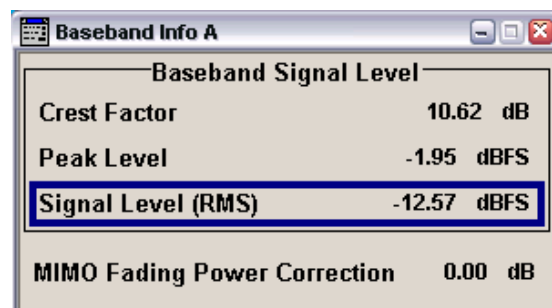 Baseband Info A
Baseband Signal Level
Crest Factor 10.62 dB
Peak Level -1.95 dBFS
Signal Level (RMS) -12.57 dBFS
MIMO Fading Power Correction 0.00 dB